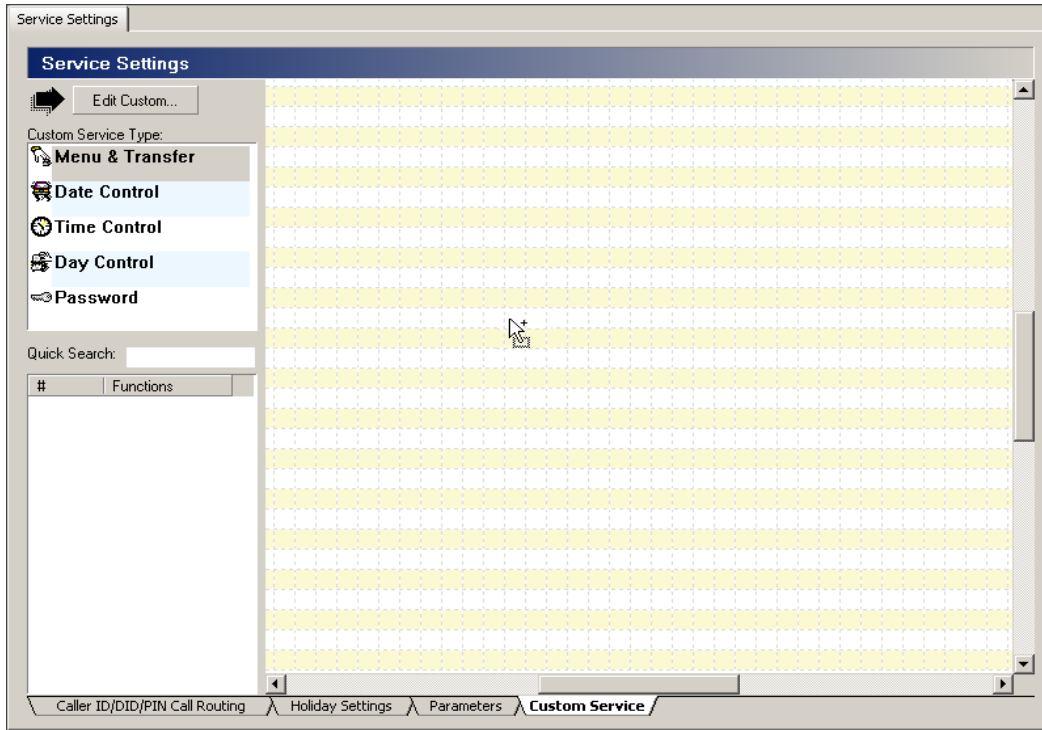 Service Settings
Service Settings
Edit Custom...
Custom Service Type:
Menu & Transfer
Date Control
Time Control
Day Control
Password
Quick Search:
# Functions
Caller ID/DID/PIN Call Routing Holiday Settings Parameters Custom Service